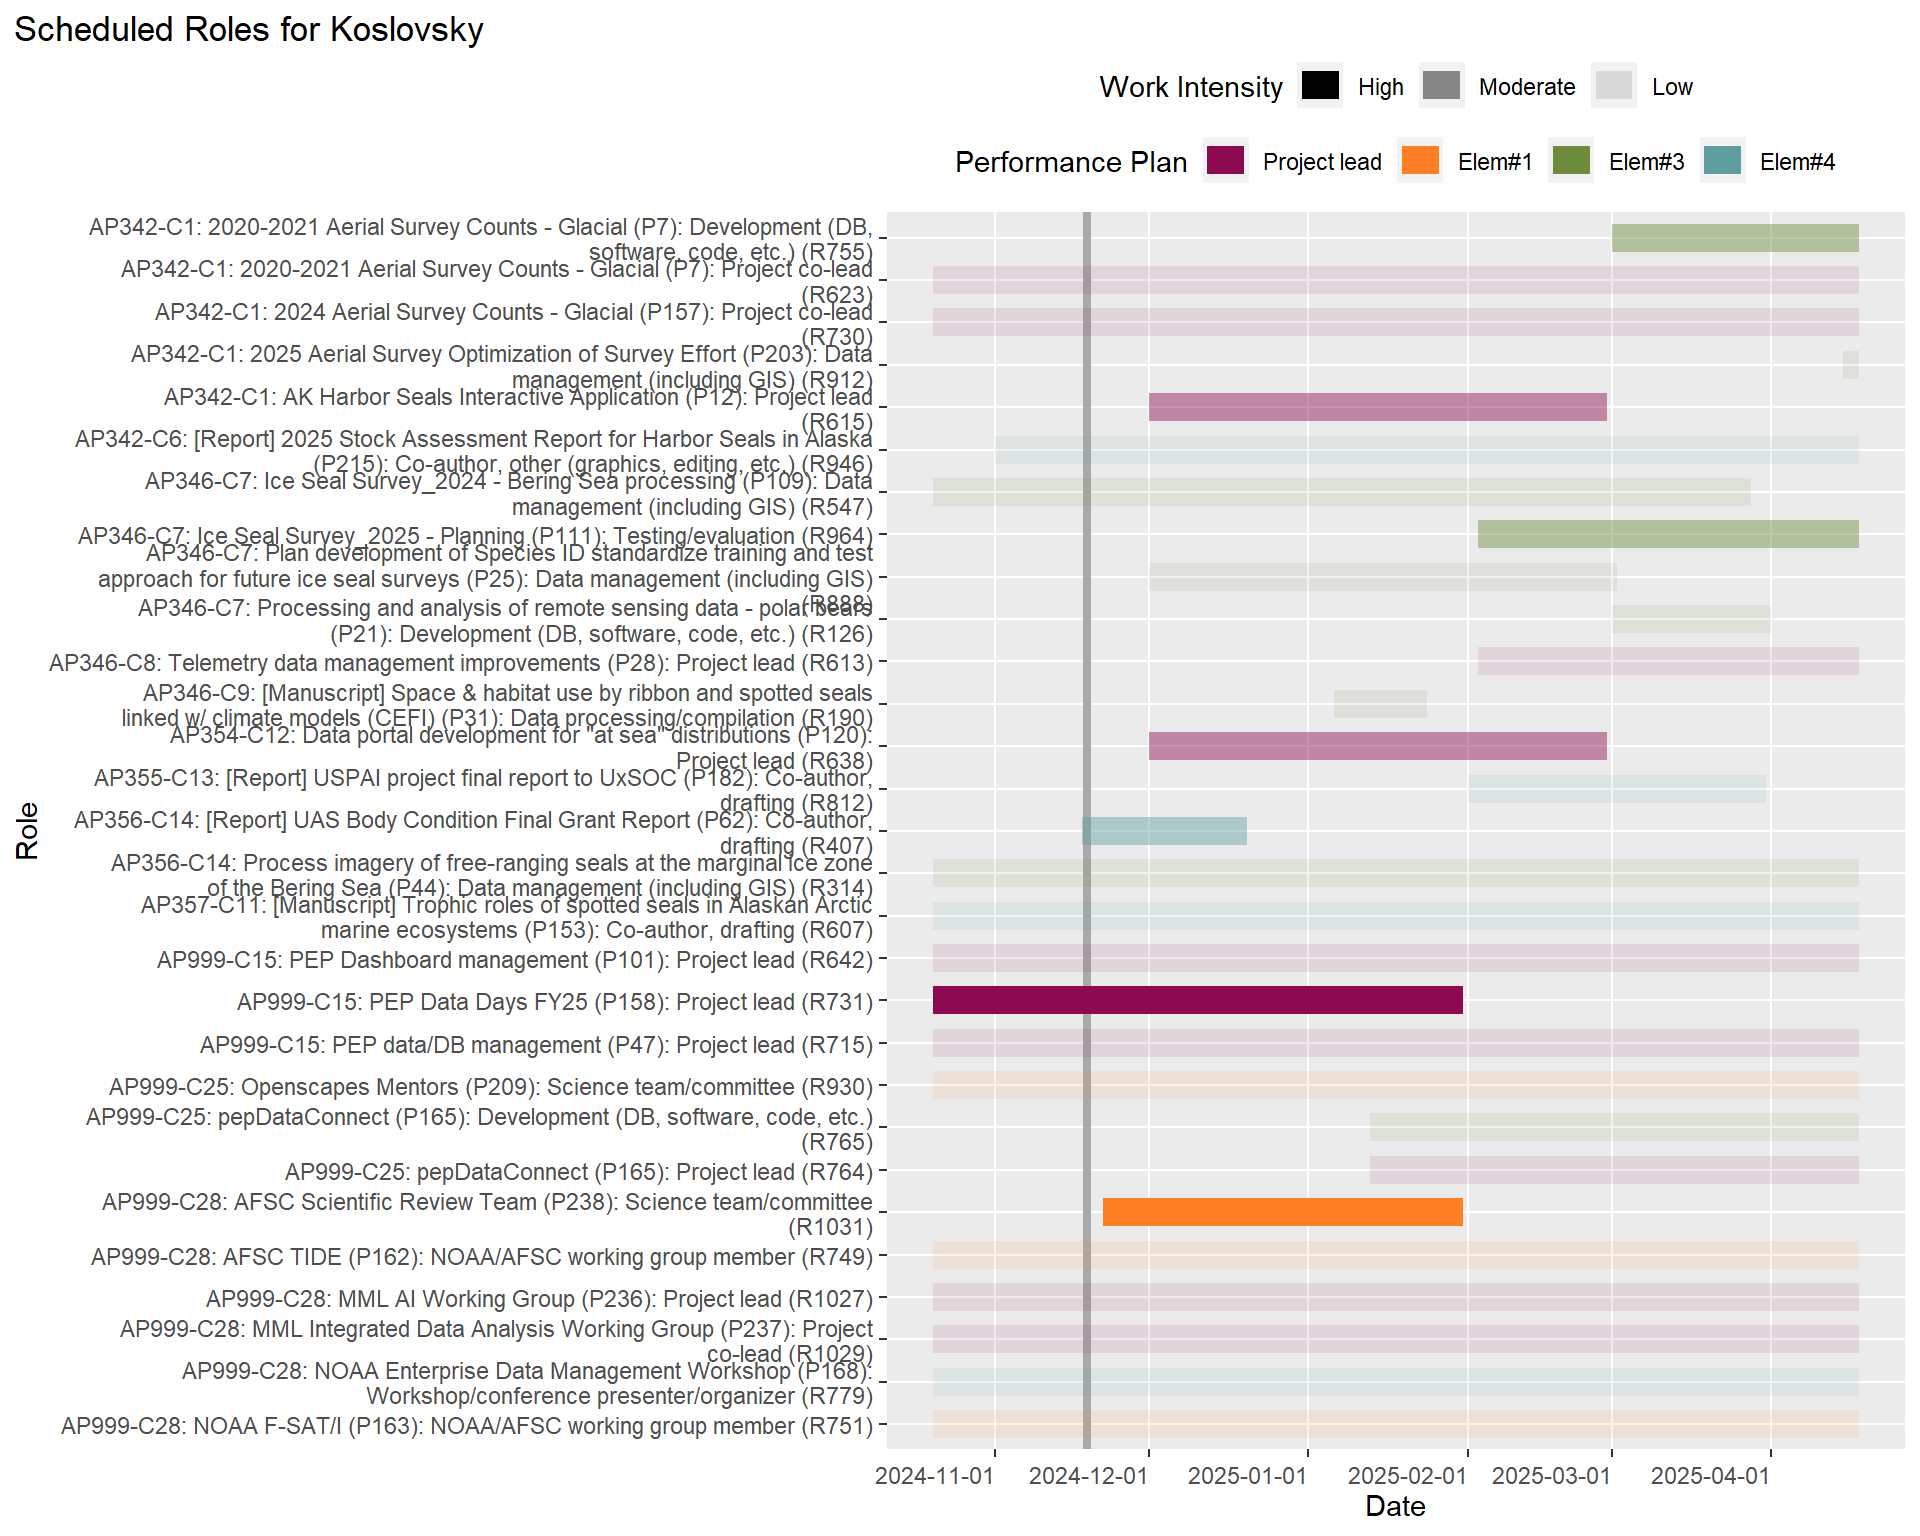 Scheduled Roles for Koslovsky
Work Intensity High Moderate Low
Performance Plan Project lead Elem#1 Elem#3 Elem#4
AP342-C1: 2020-2021 Aerial Survey Counts - Glacial (P7): Development (DB,
software, code, etc.) (R755)
AP342-C1: 2020-2021 Aerial Survey Counts - Glacial (P7): Project co-lead
(R623)
AP342-C1: 2024 Aerial Survey Counts - Glacial (P157): Project co-lead
(R730)
AP342-C1: 2025 Aerial Survey Optimization of Survey Effort (P203): Data
management (including GIS) (R912)
AP342-C1: AK Harbor Seals Interactive Application (P12): Project lead
(R615)
AP342-C6: [Report] 2025 Stock Assessment Report for Harbor Seals in Alaska
(P215): Co-author, other (graphics, editing, etc.) (R946)
AP346-C7: Ice Seal Survey_2024 - Bering Sea processing (P109): Data
management (including GIS) (R547)
AP346-C7: Ice Seal Survey_2025 - Planning (P111): Testing/evaluation (R964)
AP346-C7: Plan development of Species ID standardize training and test
approach for future ice seal surveys (P25): Data management (including GIS)
(R888)
AP346-C7: Processing and analysis of remote sensing data - polar bears
(P21): Development (DB, software, code, etc.) (R126)
AP346-C8: Telemetry data management improvements (P28): Project lead (R613)
AP346-C9: [Manuscript] Space & habitat use by ribbon and spotted seals
linked w/ climate models (CEFI) (P31): Data processing/compilation (R190)
AP354-C12: Data portal development for "at sea" distributions (P120):
Project lead (R638)
AP355-C13: [Report] USPAI project final report to UxSOC (P182): Co-author,
drafting (R812)
AP356-C14: [Report] UAS Body Condition Final Grant Report (P62): Co-author,
drafting (R407)
AP356-C14: Process imagery of free-ranging seals at the marginal ice zone
of the Bering Sea (P44): Data management (including GIS) (R314)
AP357-C11: [Manuscript] Trophic roles of spotted seals in Alaskan Arctic
marine ecosystems (P153): Co-author, drafting (R607)
AP999-C15: PEP Dashboard management (P101): Project lead (R642)
AP999-C15: PEP Data Days FY25 (P158): Project lead (R731)
AP999-C15: PEP data/DB management (P47): Project lead (R715)
AP999-C25: Openscapes Mentors (P209): Science team/committee (R930)
AP999-C25: pepDataConnect (P165): Development (DB, software, code, etc.)
(R765)
AP999-C25: pepDataConnect (P165): Project lead (R764)
AP999-C28: AFSC Scientific Review Team (P238): Science team/committee
(R1031)
AP999-C28: AFSC TIDE (P162): NOAA/AFSC working group member (R749)
AP999-C28: MML AI Working Group (P236): Project lead (R1027)
AP999-C28: MML Integrated Data Analysis Working Group (P237): Project
co-lead (R1029)
AP999-C28: NOAA Enterprise Data Management Workshop (P168):
Workshop/conference presenter/organizer (R779)
AP999-C28: NOAA F-SAT/I (P163): NOAA/AFSC working group member (R751)
Role
2024-11-01 2024-12-01 2025-01-01 2025-02-01 2025-03-01 2025-04-01
Date